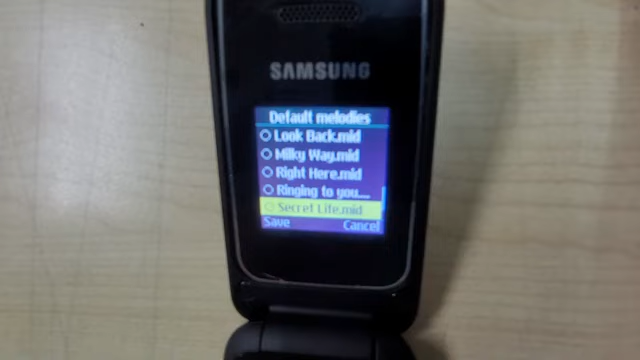 SAMSUNG
Default melodies
Look Back.mid
Milky Way.mid
Right Here.mid
Ringing to you....
Secret Life.mid
Save Cancel